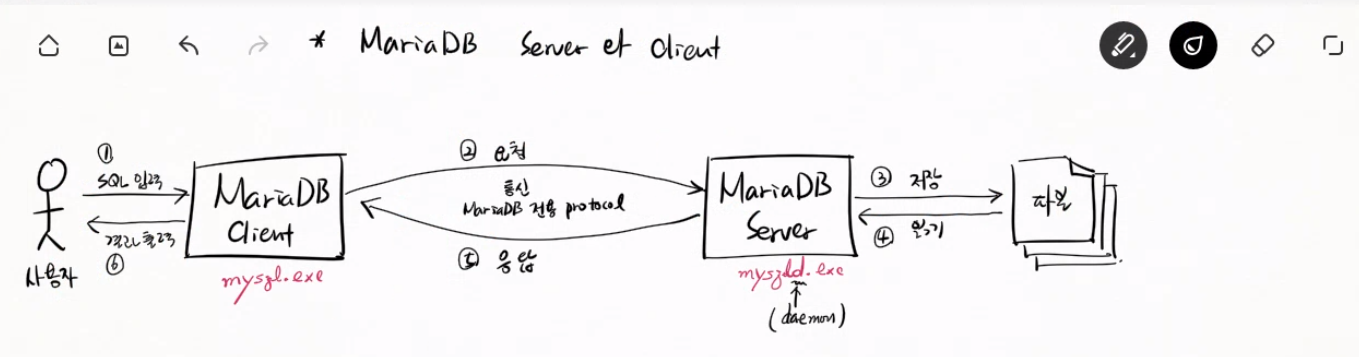 * MariaDB Server et Client
①
SQL 입력
결과 출력
⑥
사용자
MariaDB
Client
mysql.exe
② 요청
통신
MariaDB 전용 protocol
⑤ 응답
MariaDB
Server
mysqld.exe
↑
(daemon)
③ 저장
④ 읽기
파일